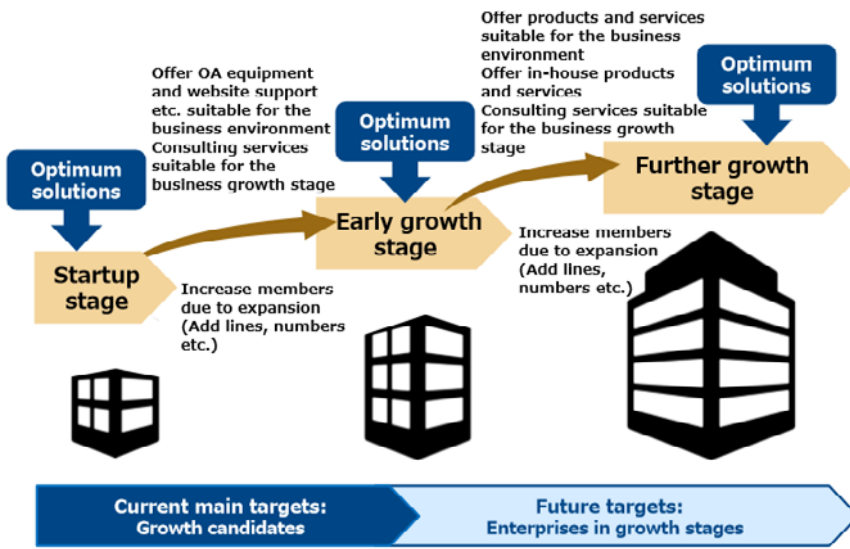 Offer products and services
suitable for the business
environment
Offer in-house products
and services
Consulting services suitable
for the business growth
stage
Optimum
solutions
Offer OA equipment
and website support
etc. suitable for the
business environment
Consulting services
suitable for the
business growth stage
Optimum
solutions
Optimum
solutions
Further growth
stage
Early growth
stage
Startup
stage
Increase members
due to expansion
(Add lines,
numbers etc.)
Increase members
due to expansion
(Add lines, numbers
etc.)
Current main targets:
Growth candidates
Future targets:
Enterprises in growth stages